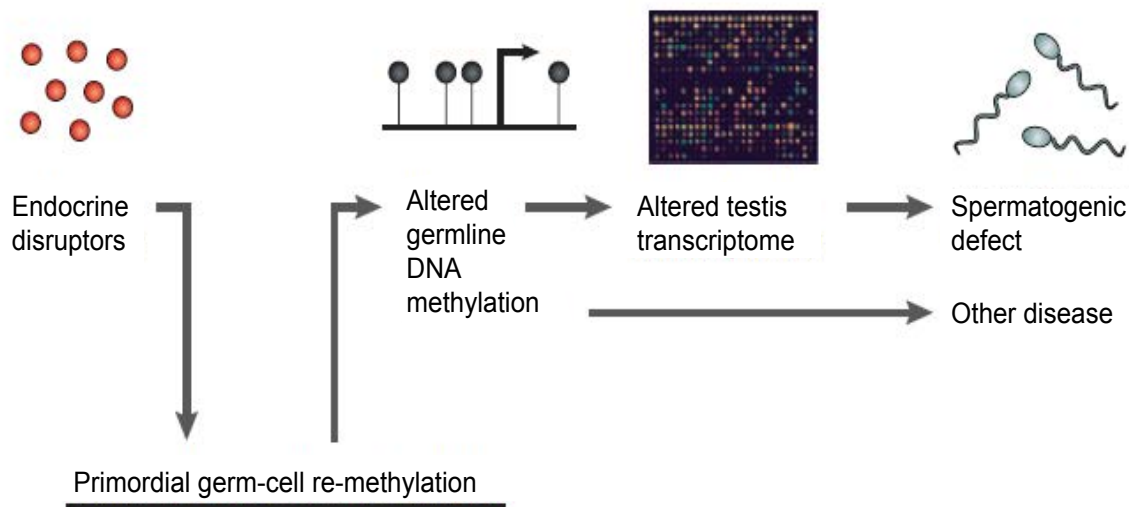 Endocrine
disruptors
Altered
germline
DNA
methylation
Altered testis
transcriptome
Spermatogenic
defect
Other disease
Primordial germ-cell re-methylation